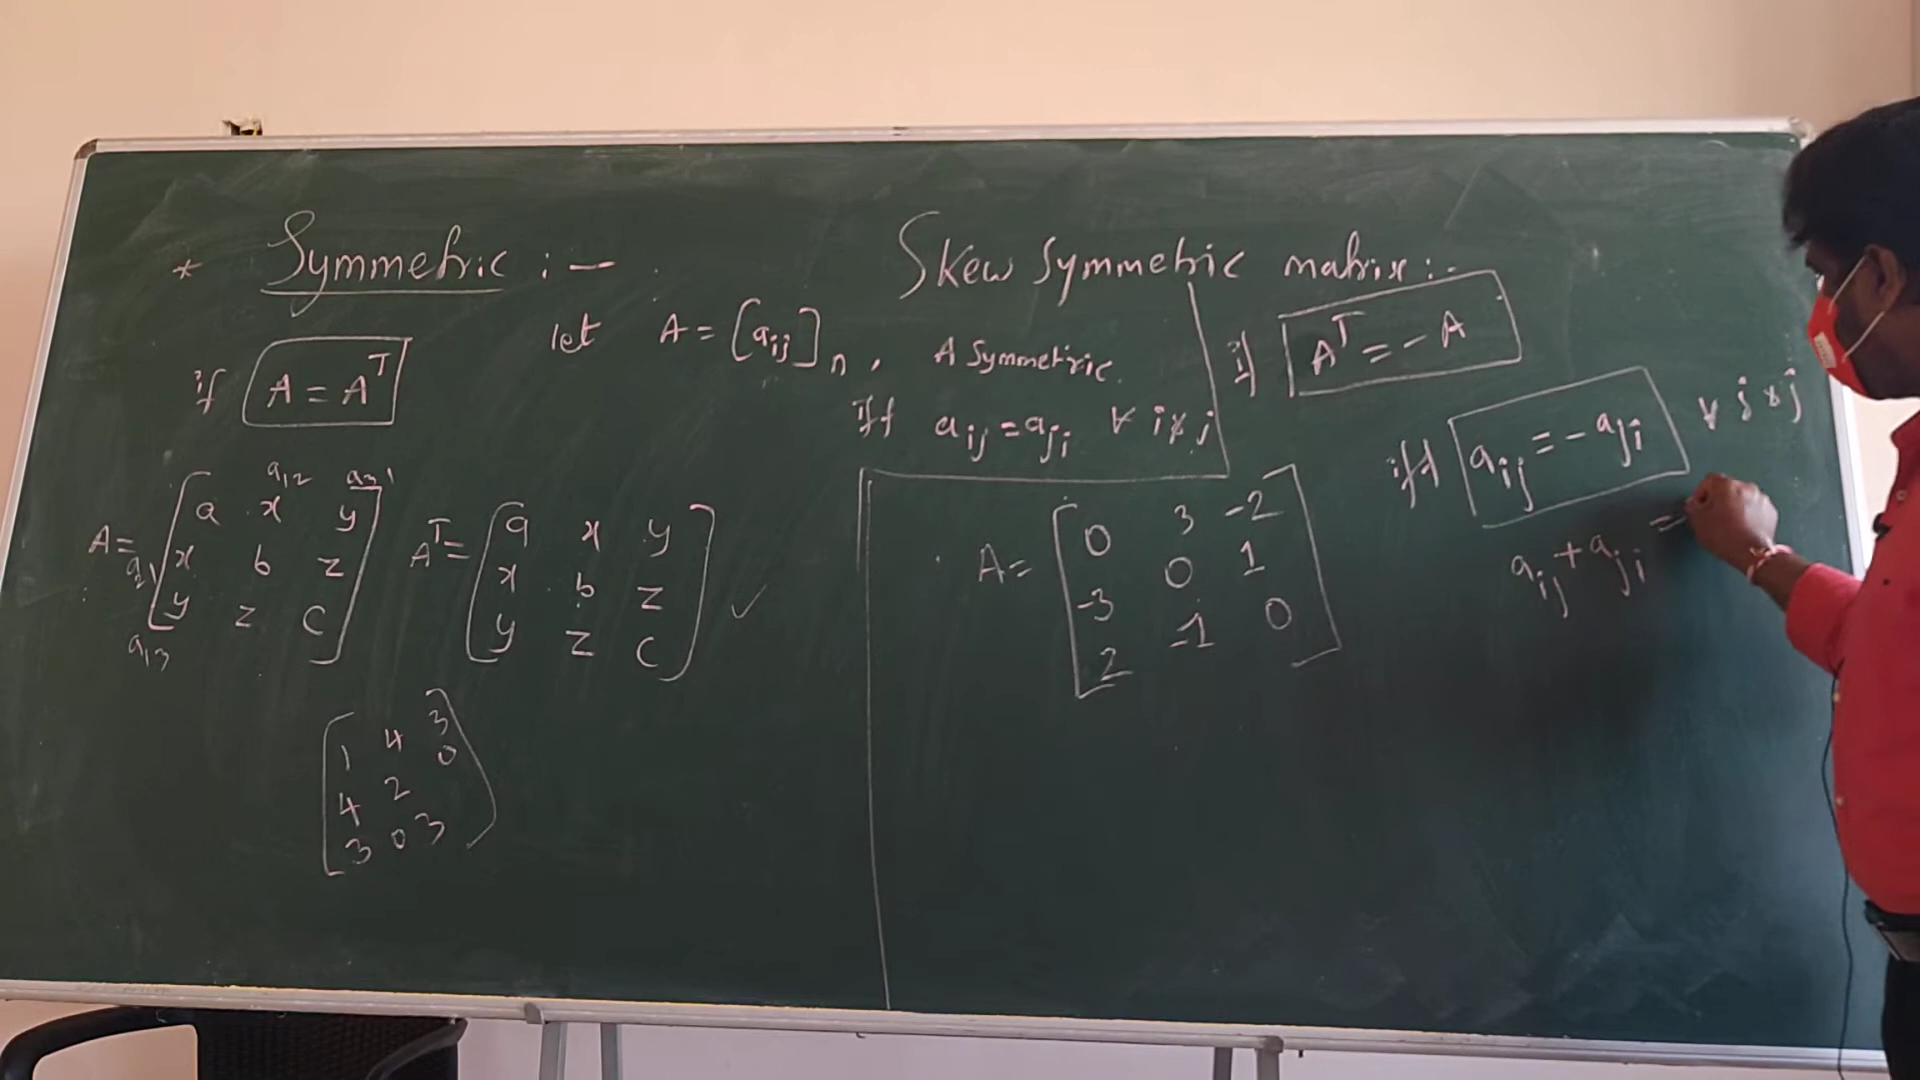 * Symmetric :-
if A = A^T
let A = [aij]n , A Symmetric.
iff aij = aji ∀ i & j
a12 a31
A = [a x y
a21 x b z
y z c]
a13
A^T = [a x y
x b z
y z c] ✓
[1 4 3
4 2 0
3 0 3]
Skew Symmetric matrix :-
if A^T = - A
iff aij = - aji ∀ i & j
aij + aji =
A = [0 3 -2
-3 0 1
2 -1 0]